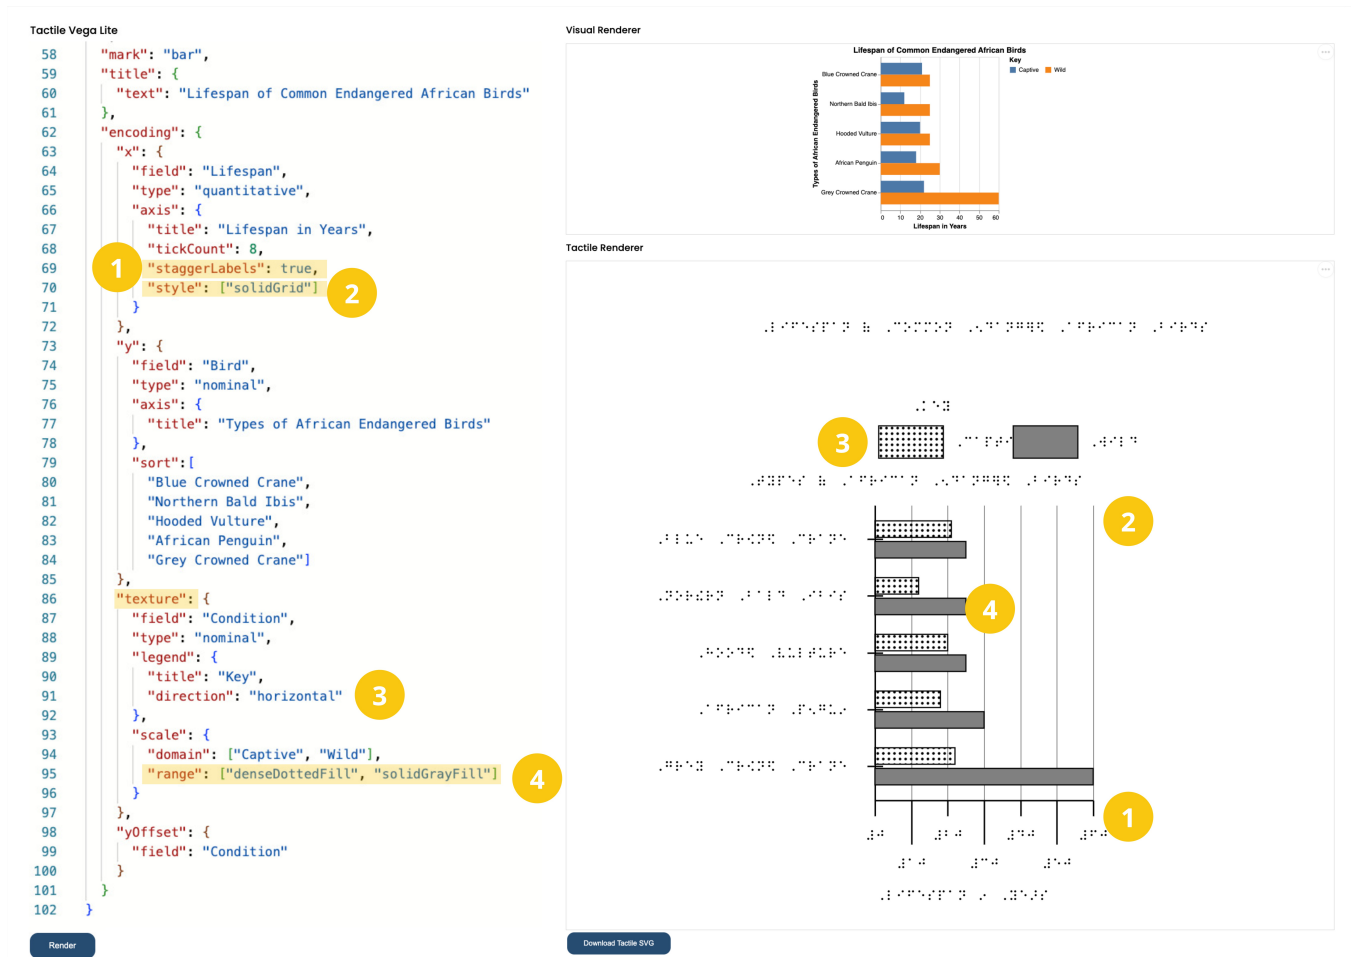 Tactile Vega Lite
58 "mark": "bar",
59 "title": {
60 "text": "Lifespan of Common Endangered African Birds"
61 },
62 "encoding": {
63 "x": {
64 "field": "Lifespan",
65 "type": "quantitative",
66 "axis": {
67 "title": "Lifespan in Years",
68 "tickCount": 8,
69 "staggerLabels": true,
70 "style": ["solidGrid"]
71 }
72 },
73 "y": {
74 "field": "Bird",
75 "type": "nominal",
76 "axis": {
77 "title": "Types of African Endangered Birds"
78 },
79 "sort":[
80 "Blue Crowned Crane",
81 "Northern Bald Ibis",
82 "Hooded Vulture",
83 "African Penguin",
84 "Grey Crowned Crane"]
85 },
86 "texture": {
87 "field": "Condition",
88 "type": "nominal",
89 "legend": {
90 "title": "Key",
91 "direction": "horizontal"
92 },
93 "scale": {
94 "domain": ["Captive", "Wild"],
95 "range": ["denseDottedFill", "solidGrayFill"]
96 }
97 },
98 "yOffset": {
99 "field": "Condition"
100 }
101 }
102 }
1
2
3
4
Render
Visual Renderer
Lifespan of Common Endangered African Birds
Key
Captive Wild
Types of African Endangered Birds
Blue Crowned Crane
Northern Bald Ibis
Hooded Vulture
African Penguin
Grey Crowned Crane
0 10 20 30 40 50 60
Lifespan in Years
Tactile Renderer
3
2
4
1
Download Tactile SVG